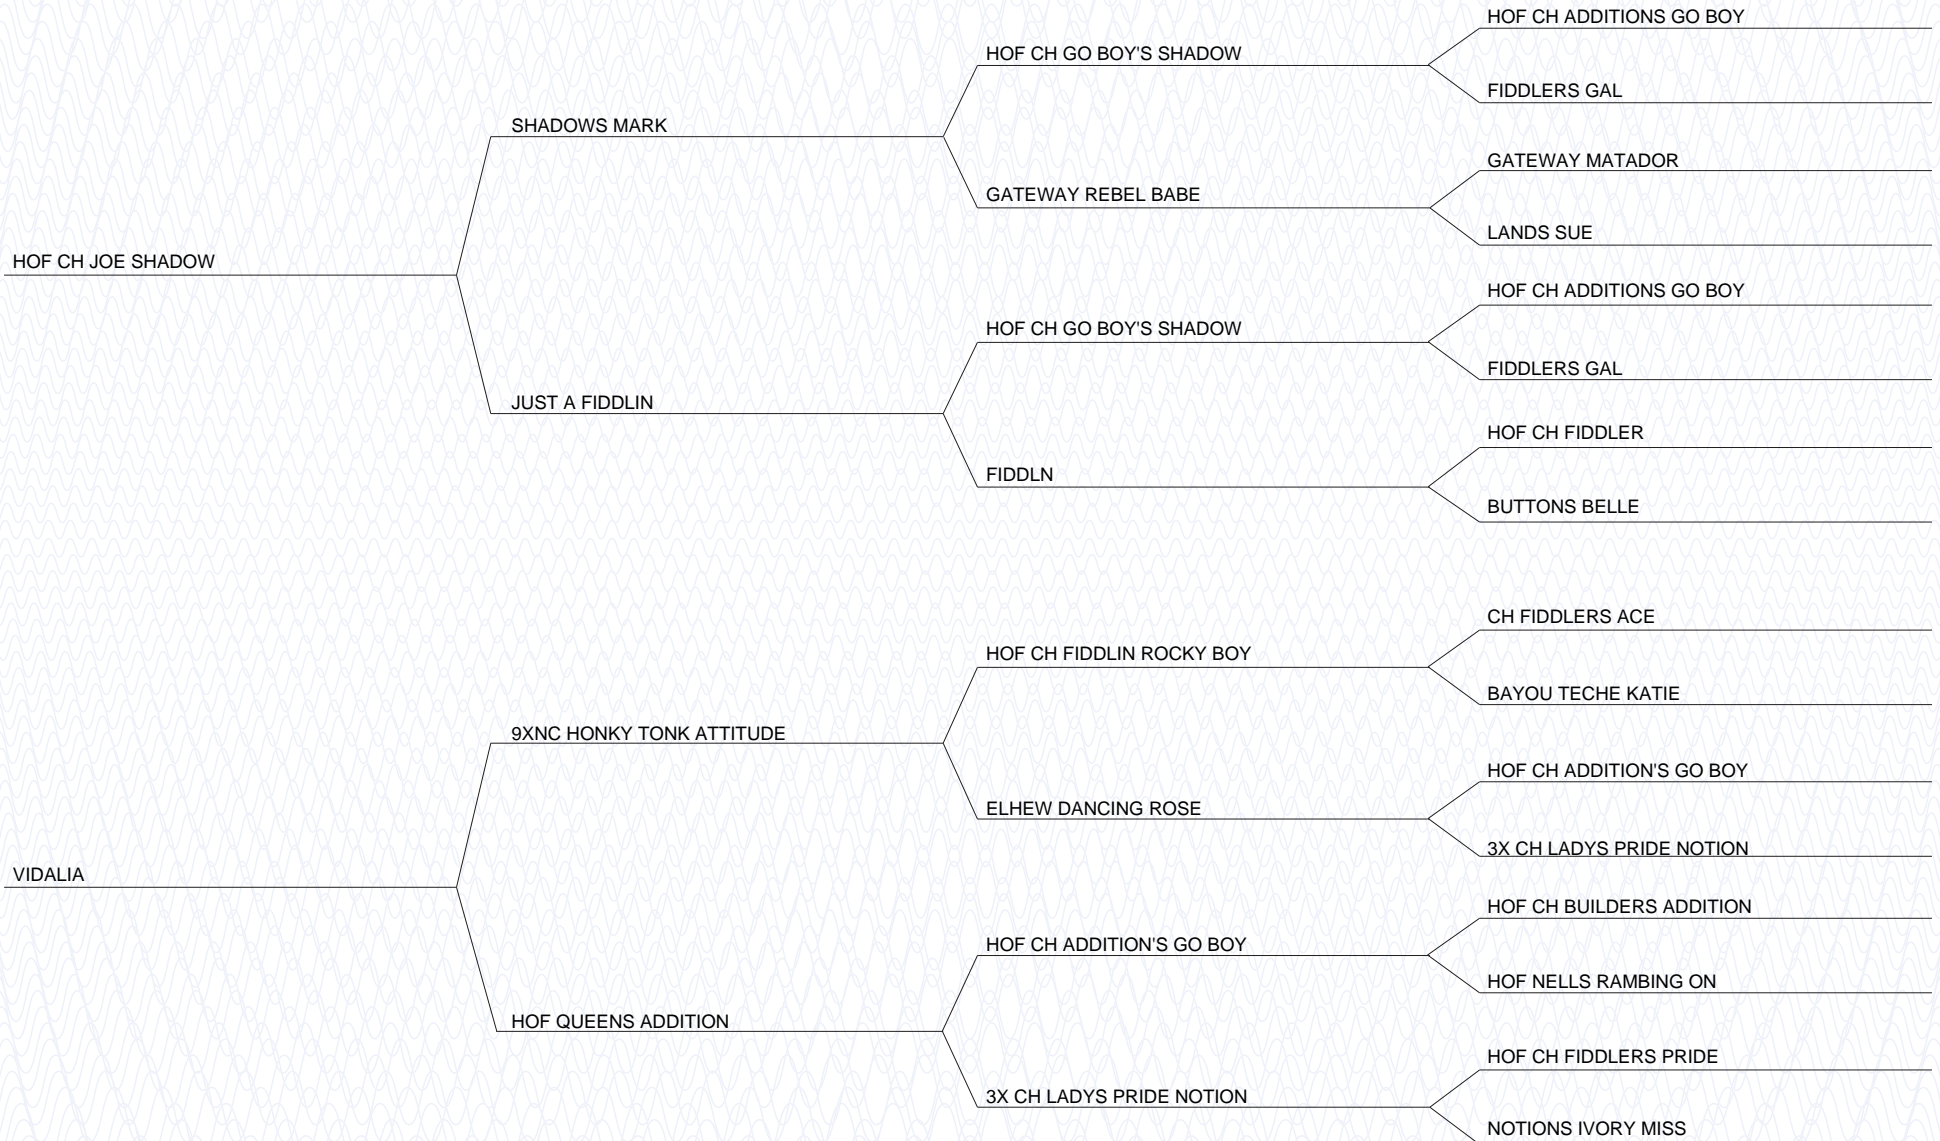 HOF CH ADDITIONS GO BOY
HOF CH GO BOY'S SHADOW
FIDDLERS GAL
SHADOWS MARK
GATEWAY MATADOR
GATEWAY REBEL BABE
LANDS SUE
HOF CH JOE SHADOW
HOF CH ADDITIONS GO BOY
HOF CH GO BOY'S SHADOW
FIDDLERS GAL
JUST A FIDDLIN
HOF CH FIDDLER
FIDDLN
BUTTONS BELLE
CH FIDDLERS ACE
HOF CH FIDDLIN ROCKY BOY
BAYOU TECHE KATIE
9XNC HONKY TONK ATTITUDE
HOF CH ADDITION'S GO BOY
ELHEW DANCING ROSE
3X CH LADYS PRIDE NOTION
VIDALIA
HOF CH BUILDERS ADDITION
HOF CH ADDITION'S GO BOY
HOF NELLS RAMBING ON
HOF QUEENS ADDITION
HOF CH FIDDLERS PRIDE
3X CH LADYS PRIDE NOTION
NOTIONS IVORY MISS